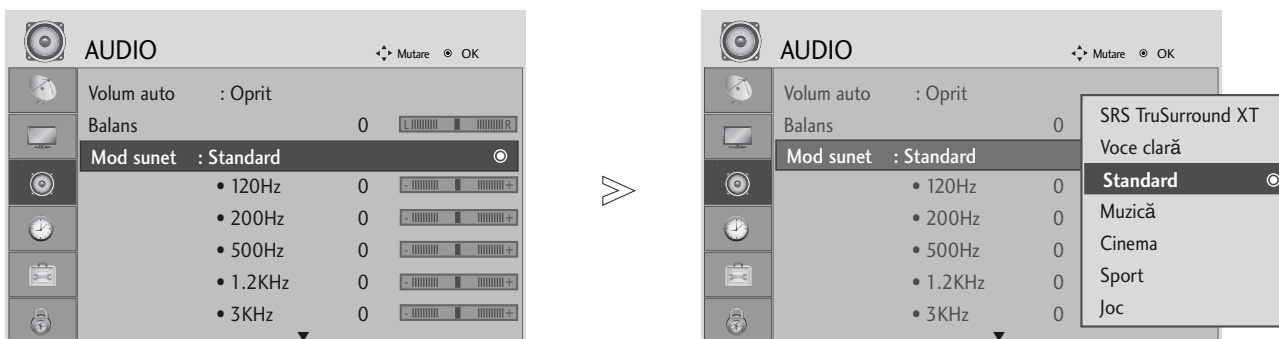 AUDIO
Mutare OK
Volum auto : Oprit
Balans 0 L R
Mod sunet : Standard
• 120Hz 0 - +
• 200Hz 0 - +
• 500Hz 0 - +
• 1.2KHz 0 - +
• 3KHz 0 - +
AUDIO
Mutare OK
Volum auto : Oprit
Balans 0
Mod sunet : Standard
• 120Hz 0
• 200Hz 0
• 500Hz 0
• 1.2KHz 0
• 3KHz 0
SRS TruSurround XT
Voce clară
Standard
Muzică
Cinema
Sport
Joc